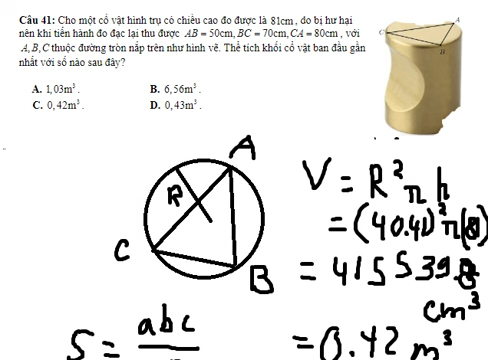 Câu 41: Cho một cổ vật hình trụ có chiều cao đo được là 81cm, do bị hư hại
nên khi tiến hành đo đạc lại thu được AB = 50cm, BC = 70cm, CA = 80cm, với
A, B, C thuộc đường tròn nắp trên như hình vẽ. Thể tích khối cổ vật ban đầu gần
nhất với số nào sau đây?
A. 1,03m³. B. 6,56m³.
C. 0,42m³. D. 0,43m³.
A
B
A
R
C
B
V = R²π h
= (40.41)²π(8
= 415539.8
cm³
= 0.42 m³
S = abc